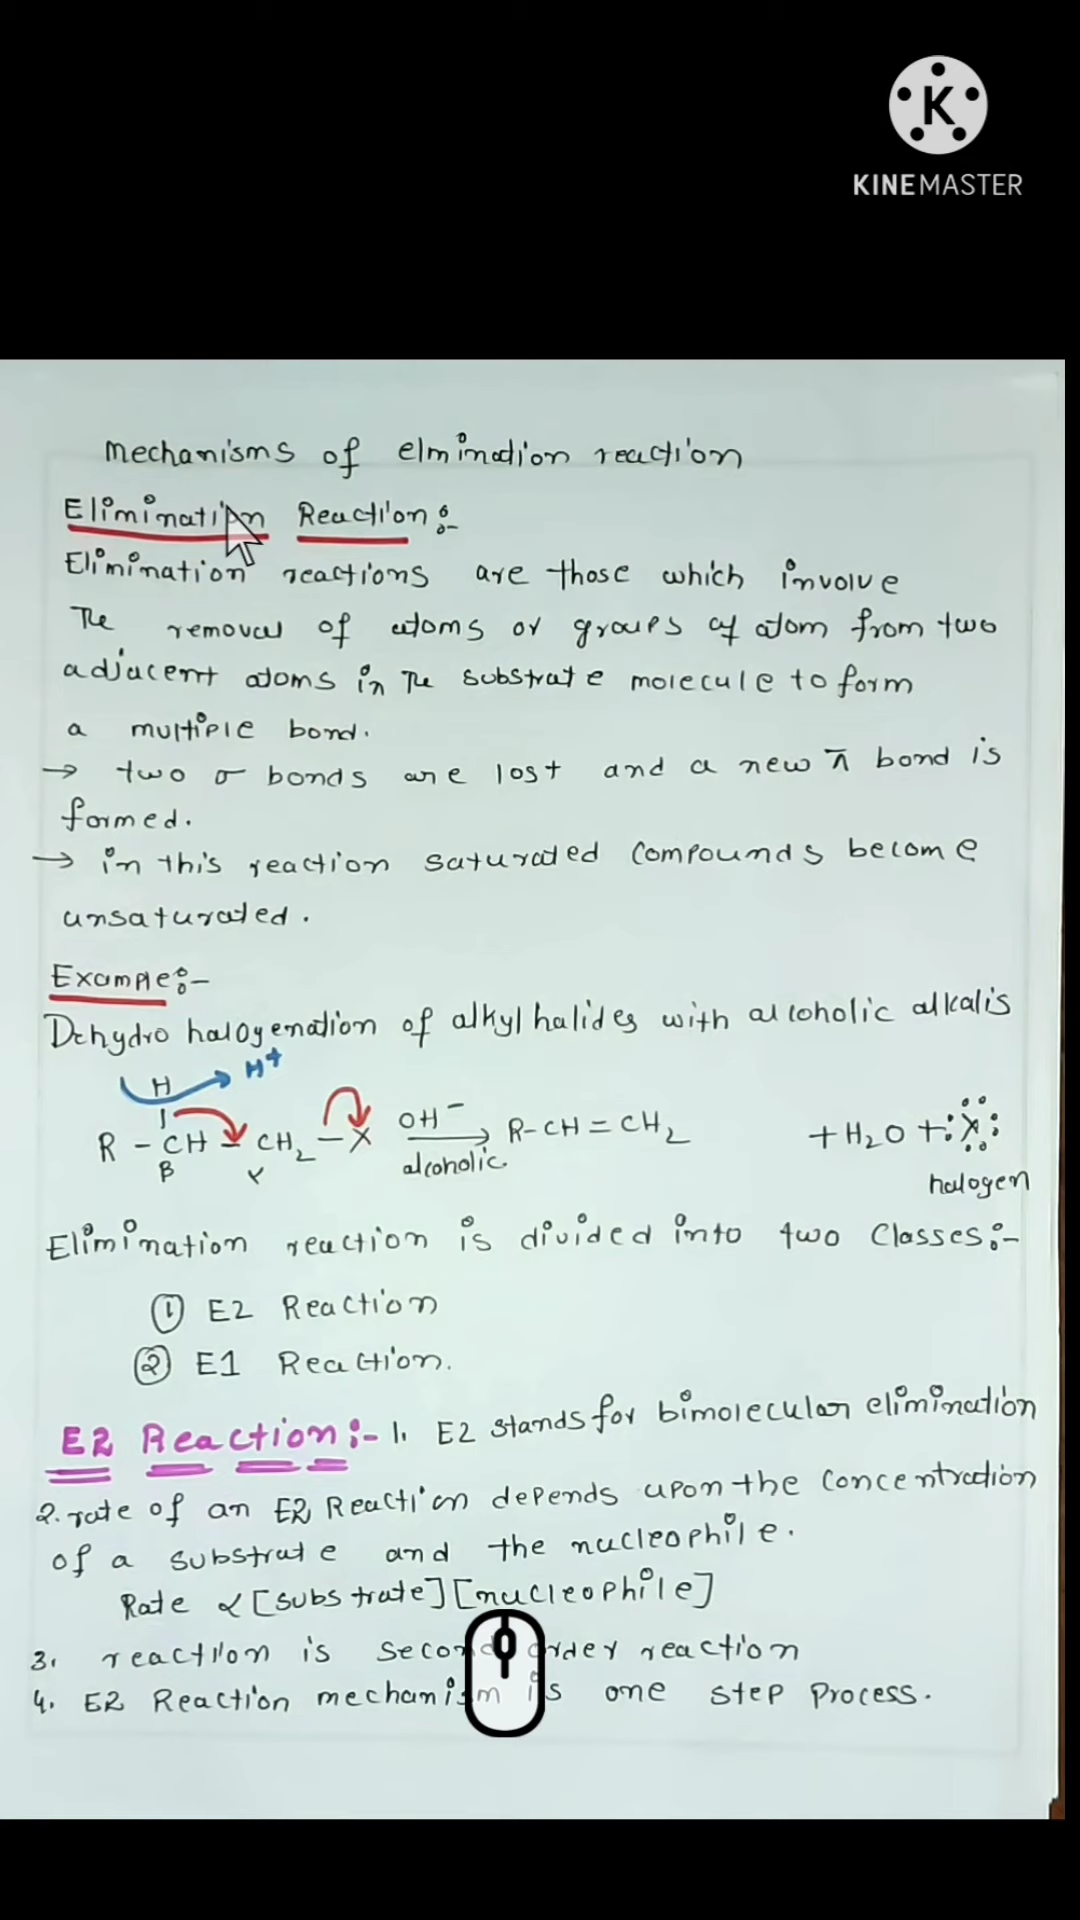 K
KINEMASTER
Mechanisms of elmination reaction
Elimination Reaction:-
Elimination reactions are those which involve
The removal of atoms or groups of atom from two
adjacent atoms in The substrate molecule to form
a multiple bond.
→ two σ bonds are lost and a new π bond is
formed.
→ in this reaction saturated compounds become
unsaturated.
Example:-
Dehydro halogenation of alkyl halides with alcoholic alkalis
H H+
R - CH - CH2 - X OH- → R-CH=CH2 + H2O + :X:
β α alcoholic halogen
Elimination reaction is divided into two Classes:-
① E2 Reaction
② E1 Reaction.
E2 Reaction:- 1. E2 stands for bimolecular elimination
2. rate of an E2 Reaction depends upon the concentration
of a substrate and the nucleophile.
Rate α [substrate][nucleophile]
3. reaction is second order reaction
4. E2 Reaction mechanism is one step process.